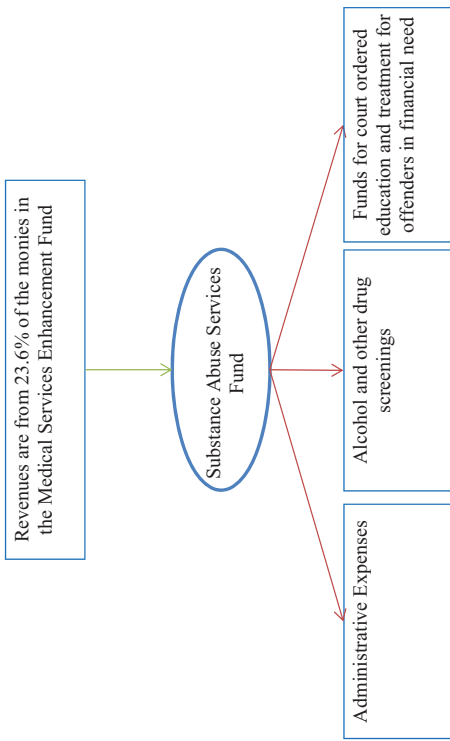 Revenues are from 23.6% of the monies in
the Medical Services Enhancement Fund
Substance Abuse Services
Fund
Administrative Expenses
Alcohol and other drug
screenings
Funds for court ordered
education and treatment for
offenders in financial need